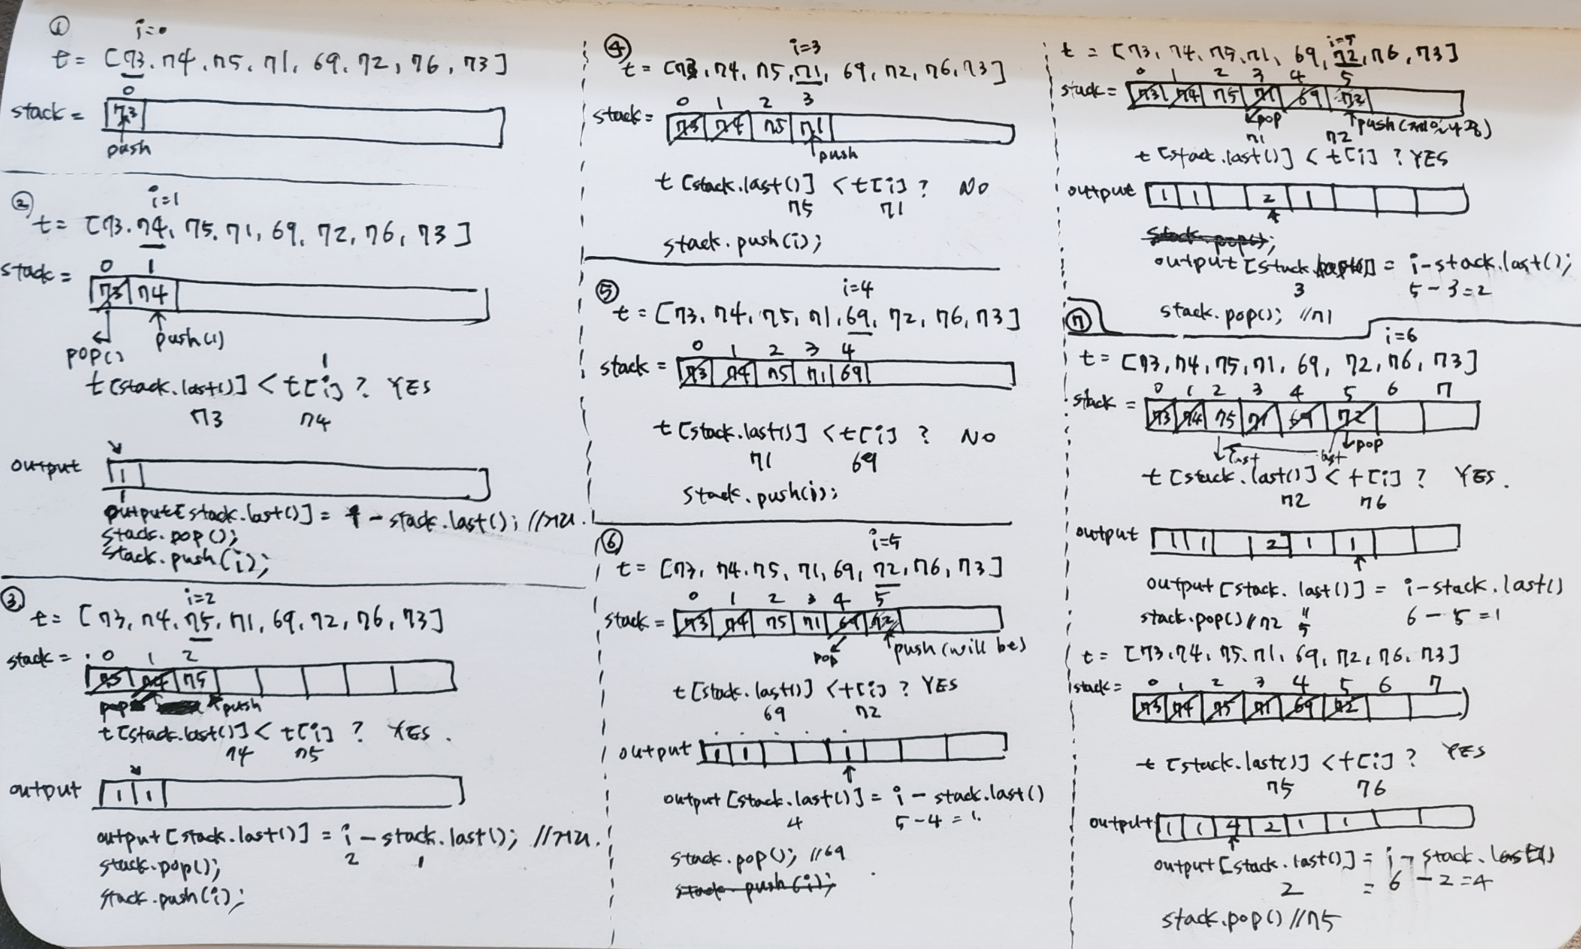 ①
i=0
t = [73, 74, 75, 71, 69, 72, 76, 73]
0
stack = 73
push
②
i=1
t = [73, 74, 75, 71, 69, 72, 76, 73]
0 1
stack = 73 74
pop() push(1)
1
t[stack.last()] < t[i] ? YES
73 74
output 1
output[stack.last()] = 1 - stack.last(); //거리.
stack.pop();
stack.push(i);
③
i=2
t = [73, 74, 75, 71, 69, 72, 76, 73]
0 1 2
stack = 73 74 75
pop push
t[stack.last()] < t[i] ? YES.
74 75
output 1 1
output[stack.last()] = i - stack.last(); //거리.
2 1
stack.pop();
stack.push(i);
④
i=3
t = [73, 74, 75, 71, 69, 72, 76, 73]
0 1 2 3
stack = 73 74 75 71
push
t[stack.last()] < t[i] ? NO
75 71
stack.push(i);
⑤
i=4
t = [73, 74, 75, 71, 69, 72, 76, 73]
0 1 2 3 4
stack = 73 74 75 71 69
t[stack.last()] < t[i] ? NO
71 69
stack.push(i);
⑥
i=5
t = [73, 74, 75, 71, 69, 72, 76, 73]
0 1 2 3 4 5
stack = 73 74 75 71 69 72
pop push(will be)
t[stack.last()] < t[i] ? YES
69 72
output 1 1 1
output[stack.last()] = i - stack.last()
4 5-4=1
stack.pop(); //69
stack.push(i);
i=5
t = [73, 74, 75, 71, 69, 72, 76, 73]
0 1 2 3 4 5
stack = 73 74 75 71 69 72
pop push
71 72
t[stack.last()] < t[i] ? YES
output 1 1 2 1
stack.pop();
output[stack.last()] = i-stack.last();
3 5-3=2
stack.pop(); //71
⑦
i=6
t = [73, 74, 75, 71, 69, 72, 76, 73]
0 1 2 3 4 5 6 7
stack = 73 74 75 71 69 72
last last pop
t[stack.last()] < t[i] ? YES.
72 76
output 1 1 2 1 1
output[stack.last()] = i-stack.last()
stack.pop() //72 5 6-5=1
t = [73, 74, 75, 71, 69, 72, 76, 73]
0 1 2 3 4 5 6 7
stack = 73 74 75 71 69 72
t[stack.last()] < t[i] ? YES
75 76
output 1 1 4 2 1 1
output[stack.last()] = i - stack.last()
2 = 6 - 2 = 4
stack.pop() //75